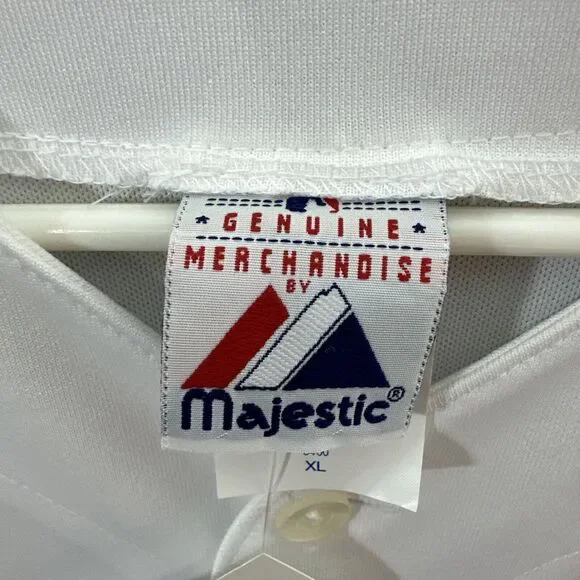 GENUINE
MERCHANDISE
BY
Majestic®
XL